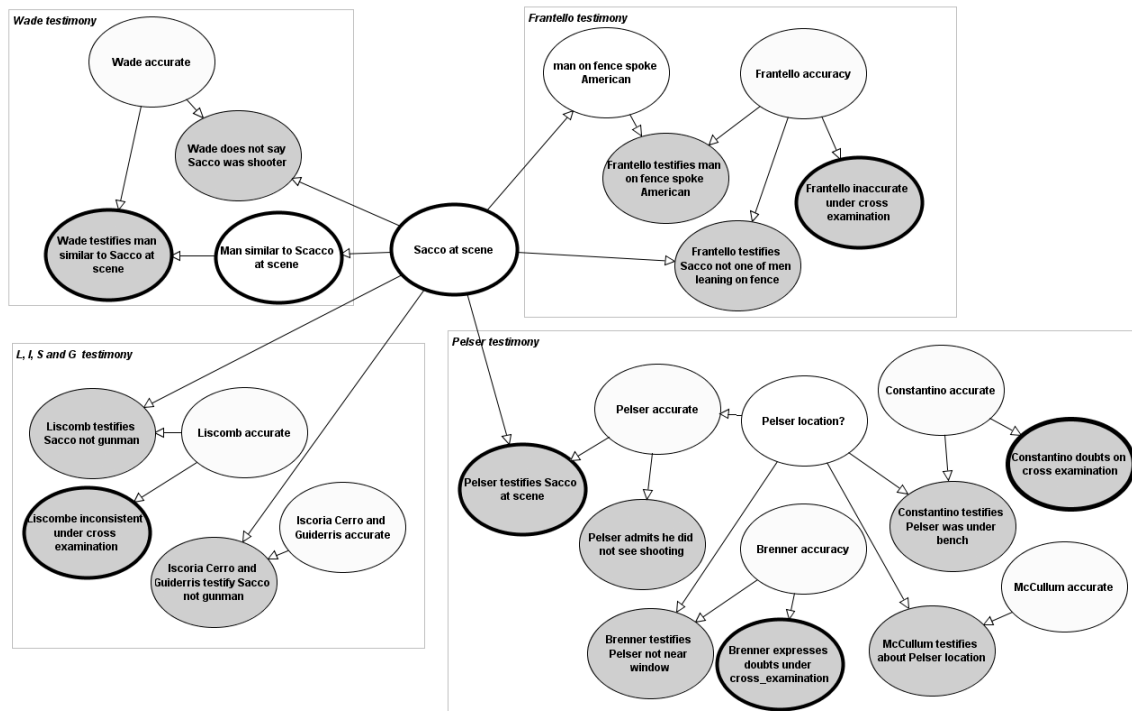 Wade testimony
Wade accurate
Wade does not say
Sacco was shooter
Wade testifies man
similar to Sacco at
scene
Man similar to Scacco
at scene
Sacco at scene
Frantello testimony
man on fence spoke
American
Frantello accuracy
Frantello testifies man
on fence spoke
American
Frantello inaccurate
under cross
examination
Frantello testifies
Sacco not one of men
leaning on fence
L, I, S and G testimony
Liscomb testifies
Sacco not gunman
Liscomb accurate
Liscombe inconsistent
under cross
examination
Iscoria Cerro and
Guiderris accurate
Iscoria Cerro and
Guiderris testify Sacco
not gunman
Pelser testimony
Pelser accurate
Pelser location?
Constantino accurate
Constantino doubts on
cross examination
Pelser testifies Sacco
at scene
Pelser admits he did
not see shooting
Brenner accuracy
Constantino testifies
Pelser was under
bench
McCullum accurate
Brenner testifies
Pelser not near
window
Brenner expresses
doubts under
cross_examination
McCullum testifies
about Pelser location